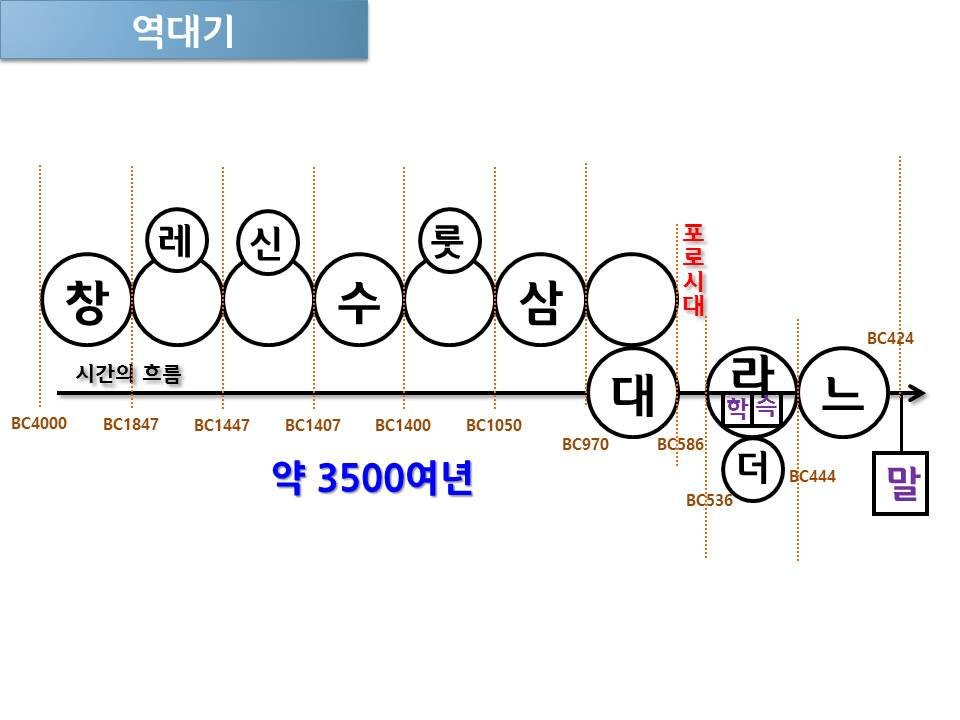 역대기
레
신
룻
포로시대
창
수
삼
BC424
시간의 흐름
대
라
학
슥
느
BC4000
BC1847
BC1447
BC1407
BC1400
BC1050
BC970
BC586
약 3500여년
더
BC444
말
BC536